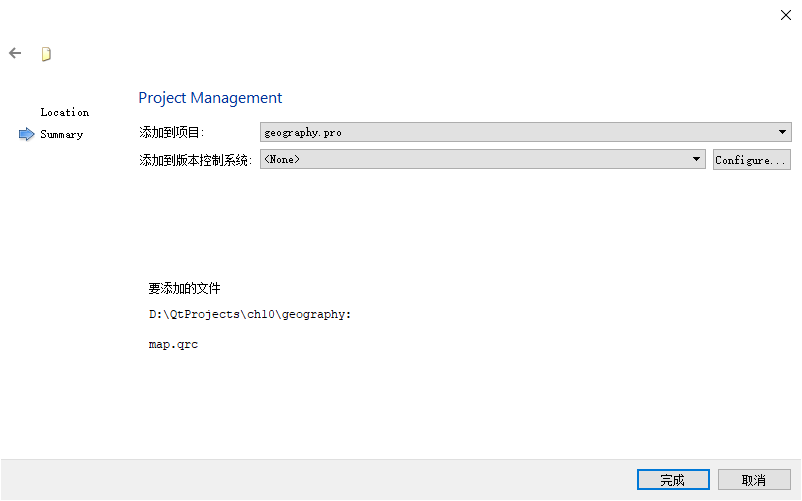 Project Management
Location
Summary
添加到项目:
geography.pro
添加到版本控制系统:
<None>
Configure...
要添加的文件
D:\QtProjects\ch10\geography:
map.qrc
完成
取消